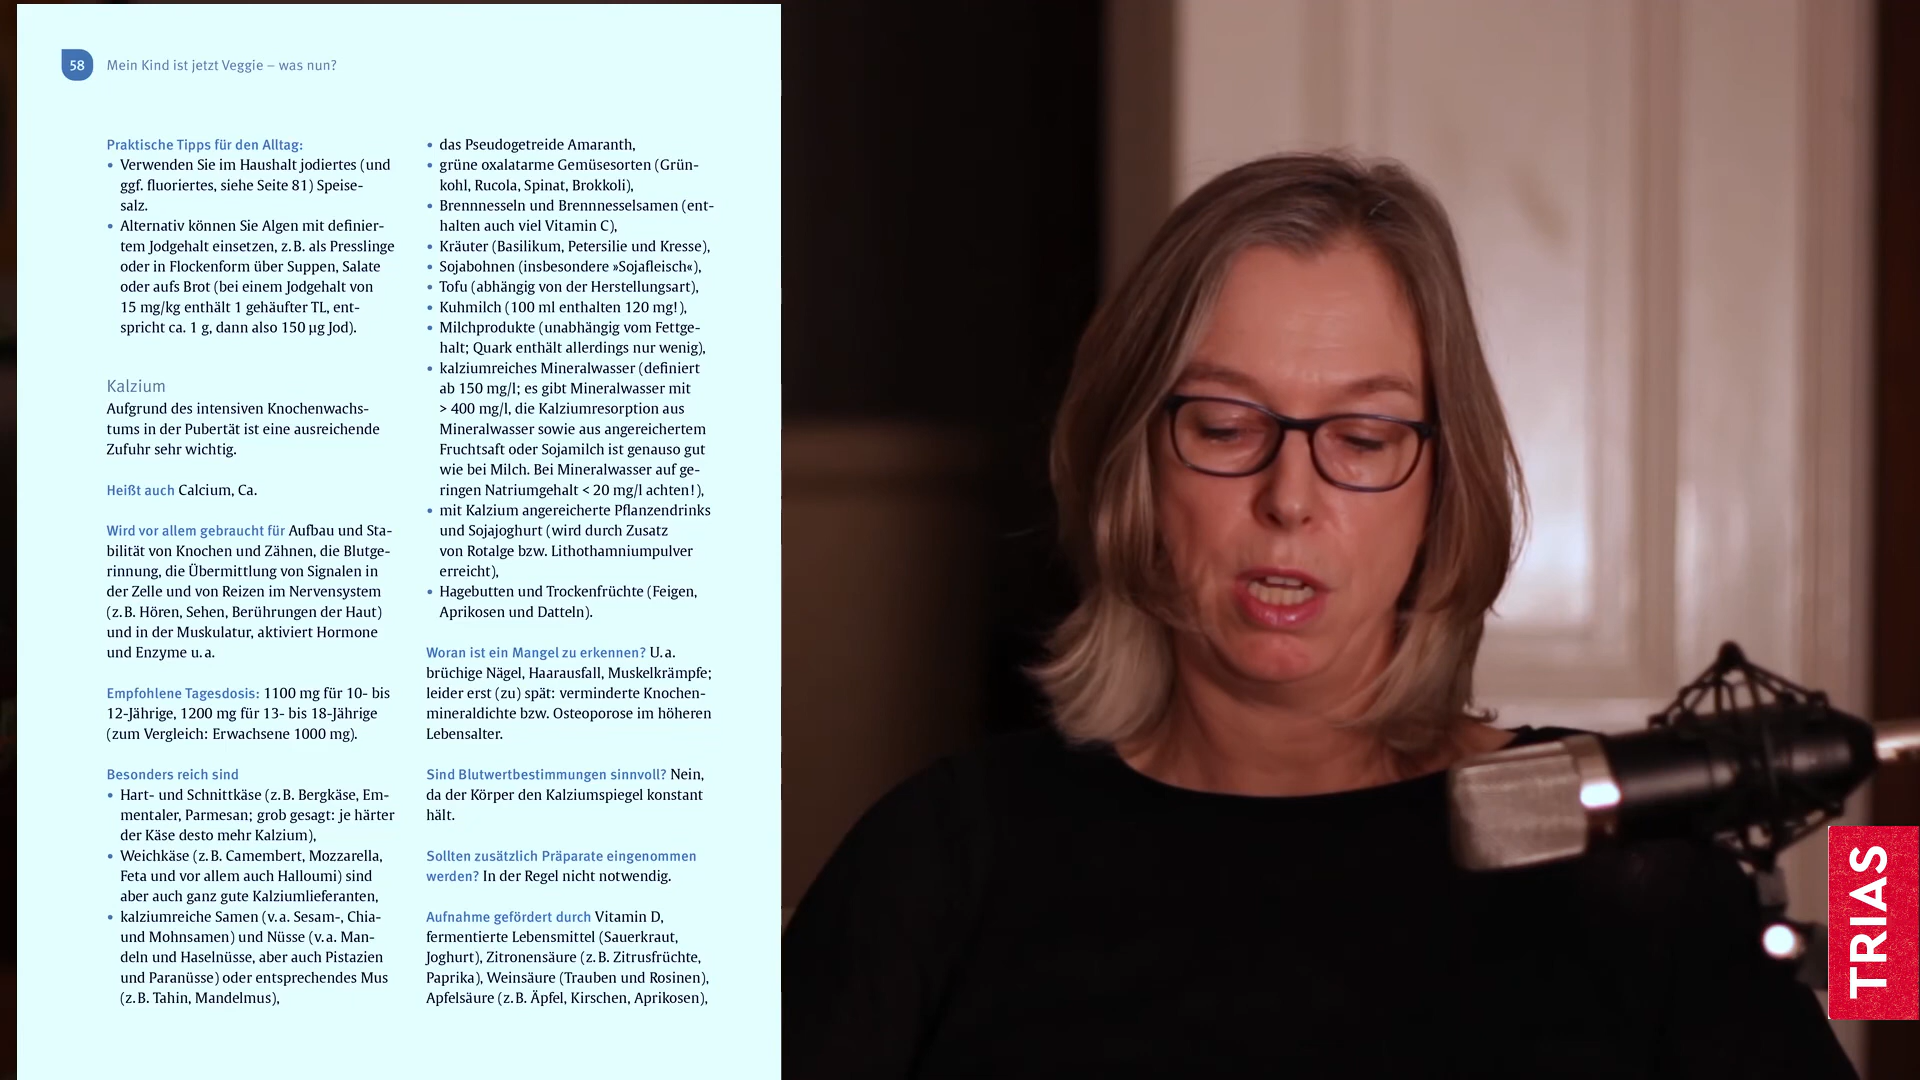 58 Mein Kind ist jetzt Veggie – was nun?
Praktische Tipps für den Alltag:
• Verwenden Sie im Haushalt jodiertes (und
ggf. fluoriertes, siehe Seite 81) Speise-
salz.
• Alternativ können Sie Algen mit definier-
tem Jodgehalt einsetzen, z. B. als Presslinge
oder in Flockenform über Suppen, Salate
oder aufs Brot (bei einem Jodgehalt von
15 mg/kg enthält 1 gehäufter TL, ent-
spricht ca. 1 g, dann also 150 µg Jod).
Kalzium
Aufgrund des intensiven Knochenwachs-
tums in der Pubertät ist eine ausreichende
Zufuhr sehr wichtig.
Heißt auch Calcium, Ca.
Wird vor allem gebraucht für Aufbau und Sta-
bilität von Knochen und Zähnen, die Blutge-
rinnung, die Übermittlung von Signalen in
der Zelle und von Reizen im Nervensystem
(z. B. Hören, Sehen, Berührungen der Haut)
und in der Muskulatur, aktiviert Hormone
und Enzyme u. a.
Empfohlene Tagesdosis: 1100 mg für 10- bis
12-Jährige, 1200 mg für 13- bis 18-Jährige
(zum Vergleich: Erwachsene 1000 mg).
Besonders reich sind
• Hart- und Schnittkäse (z. B. Bergkäse, Em-
mentaler, Parmesan; grob gesagt: je härter
der Käse desto mehr Kalzium),
• Weichkäse (z. B. Camembert, Mozzarella,
Feta und vor allem auch Halloumi) sind
aber auch ganz gute Kalziumlieferanten,
• kalziumreiche Samen (v. a. Sesam-, Chia-
und Mohnsamen) und Nüsse (v. a. Man-
deln und Haselnüsse, aber auch Pistazien
und Paranüsse) oder entsprechendes Mus
(z. B. Tahin, Mandelmus),
• das Pseudogetreide Amaranth,
• grüne oxalatarme Gemüsesorten (Grün-
kohl, Rucola, Spinat, Brokkoli),
• Brennnesseln und Brennnesselsamen (ent-
halten auch viel Vitamin C),
• Kräuter (Basilikum, Petersilie und Kresse),
• Sojabohnen (insbesondere »Sojafleisch«),
• Tofu (abhängig von der Herstellungsart),
• Kuhmilch (100 ml enthalten 120 mg!),
• Milchprodukte (unabhängig vom Fettge-
halt; Quark enthält allerdings nur wenig),
• kalziumreiches Mineralwasser (definiert
ab 150 mg/l; es gibt Mineralwasser mit
> 400 mg/l, die Kalziumresorption aus
Mineralwasser sowie aus angereichertem
Fruchtsaft oder Sojamilch ist genauso gut
wie bei Milch. Bei Mineralwasser auf ge-
ringen Natriumgehalt < 20 mg/l achten!),
• mit Kalzium angereicherte Pflanzendrinks
und Sojajoghurt (wird durch Zusatz
von Rotalge bzw. Lithothamniumpulver
erreicht),
• Hagebutten und Trockenfrüchte (Feigen,
Aprikosen und Datteln).
Woran ist ein Mangel zu erkennen? U. a.
brüchige Nägel, Haarausfall, Muskelkrämpfe;
leider erst (zu) spät: verminderte Knochen-
mineraldichte bzw. Osteoporose im höheren
Lebensalter.
Sind Blutwertbestimmungen sinnvoll? Nein,
da der Körper den Kalziumspiegel konstant
hält.
Sollten zusätzlich Präparate eingenommen
werden? In der Regel nicht notwendig.
Aufnahme gefördert durch Vitamin D,
fermentierte Lebensmittel (Sauerkraut,
Joghurt), Zitronensäure (z. B. Zitrusfrüchte,
Paprika), Weinsäure (Trauben und Rosinen),
Apfelsäure (z. B. Äpfel, Kirschen, Aprikosen),
TRIAS